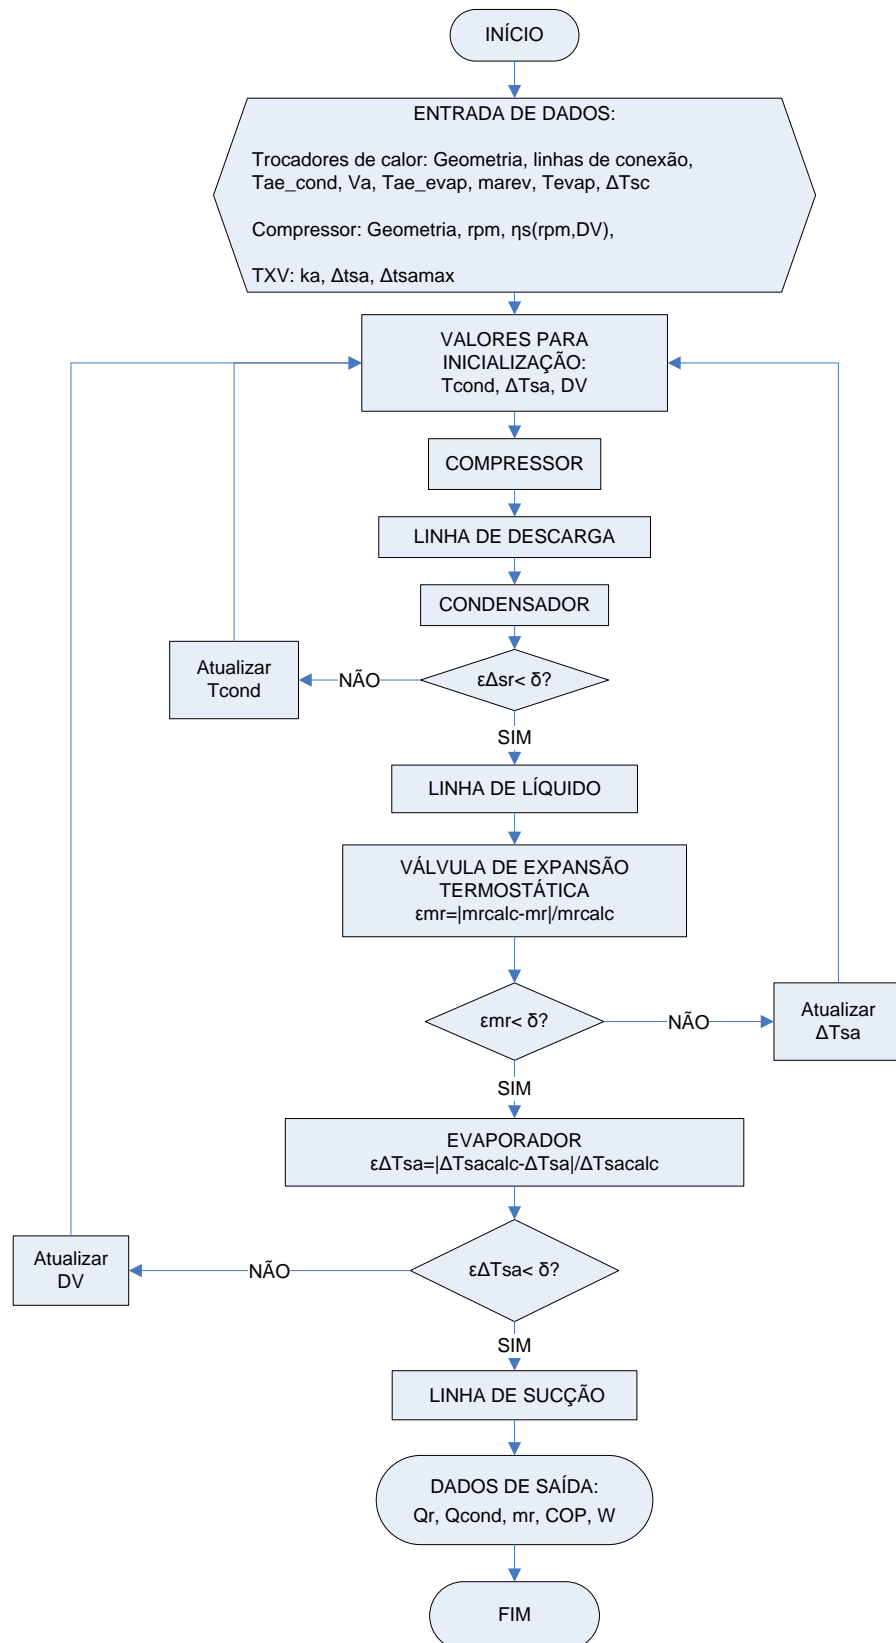 INÍCIO
ENTRADA DE DADOS:
Trocadores de calor: Geometria, linhas de conexão,
Tae_cond, Va, Tae_evap, marev, Tevap, ΔTsc
Compressor: Geometria, rpm, ηs(rpm,DV),
TXV: ka, Δtsa, Δtsamax
VALORES PARA
INICIALIZAÇÃO:
Tcond, ΔTsa, DV
COMPRESSOR
LINHA DE DESCARGA
CONDENSADOR
εΔsr< δ?
NÃO
Atualizar
Tcond
SIM
LINHA DE LÍQUIDO
VÁLVULA DE EXPANSÃO
TERMOSTÁTICA
εmr=|mrcalc-mr|/mrcalc
εmr< δ?
NÃO
Atualizar
ΔTsa
SIM
EVAPORADOR
εΔTsa=|ΔTsacalc-ΔTsa|/ΔTsacalc
εΔTsa< δ?
NÃO
Atualizar
DV
SIM
LINHA DE SUCÇÃO
DADOS DE SAÍDA:
Qr, Qcond, mr, COP, W
FIM